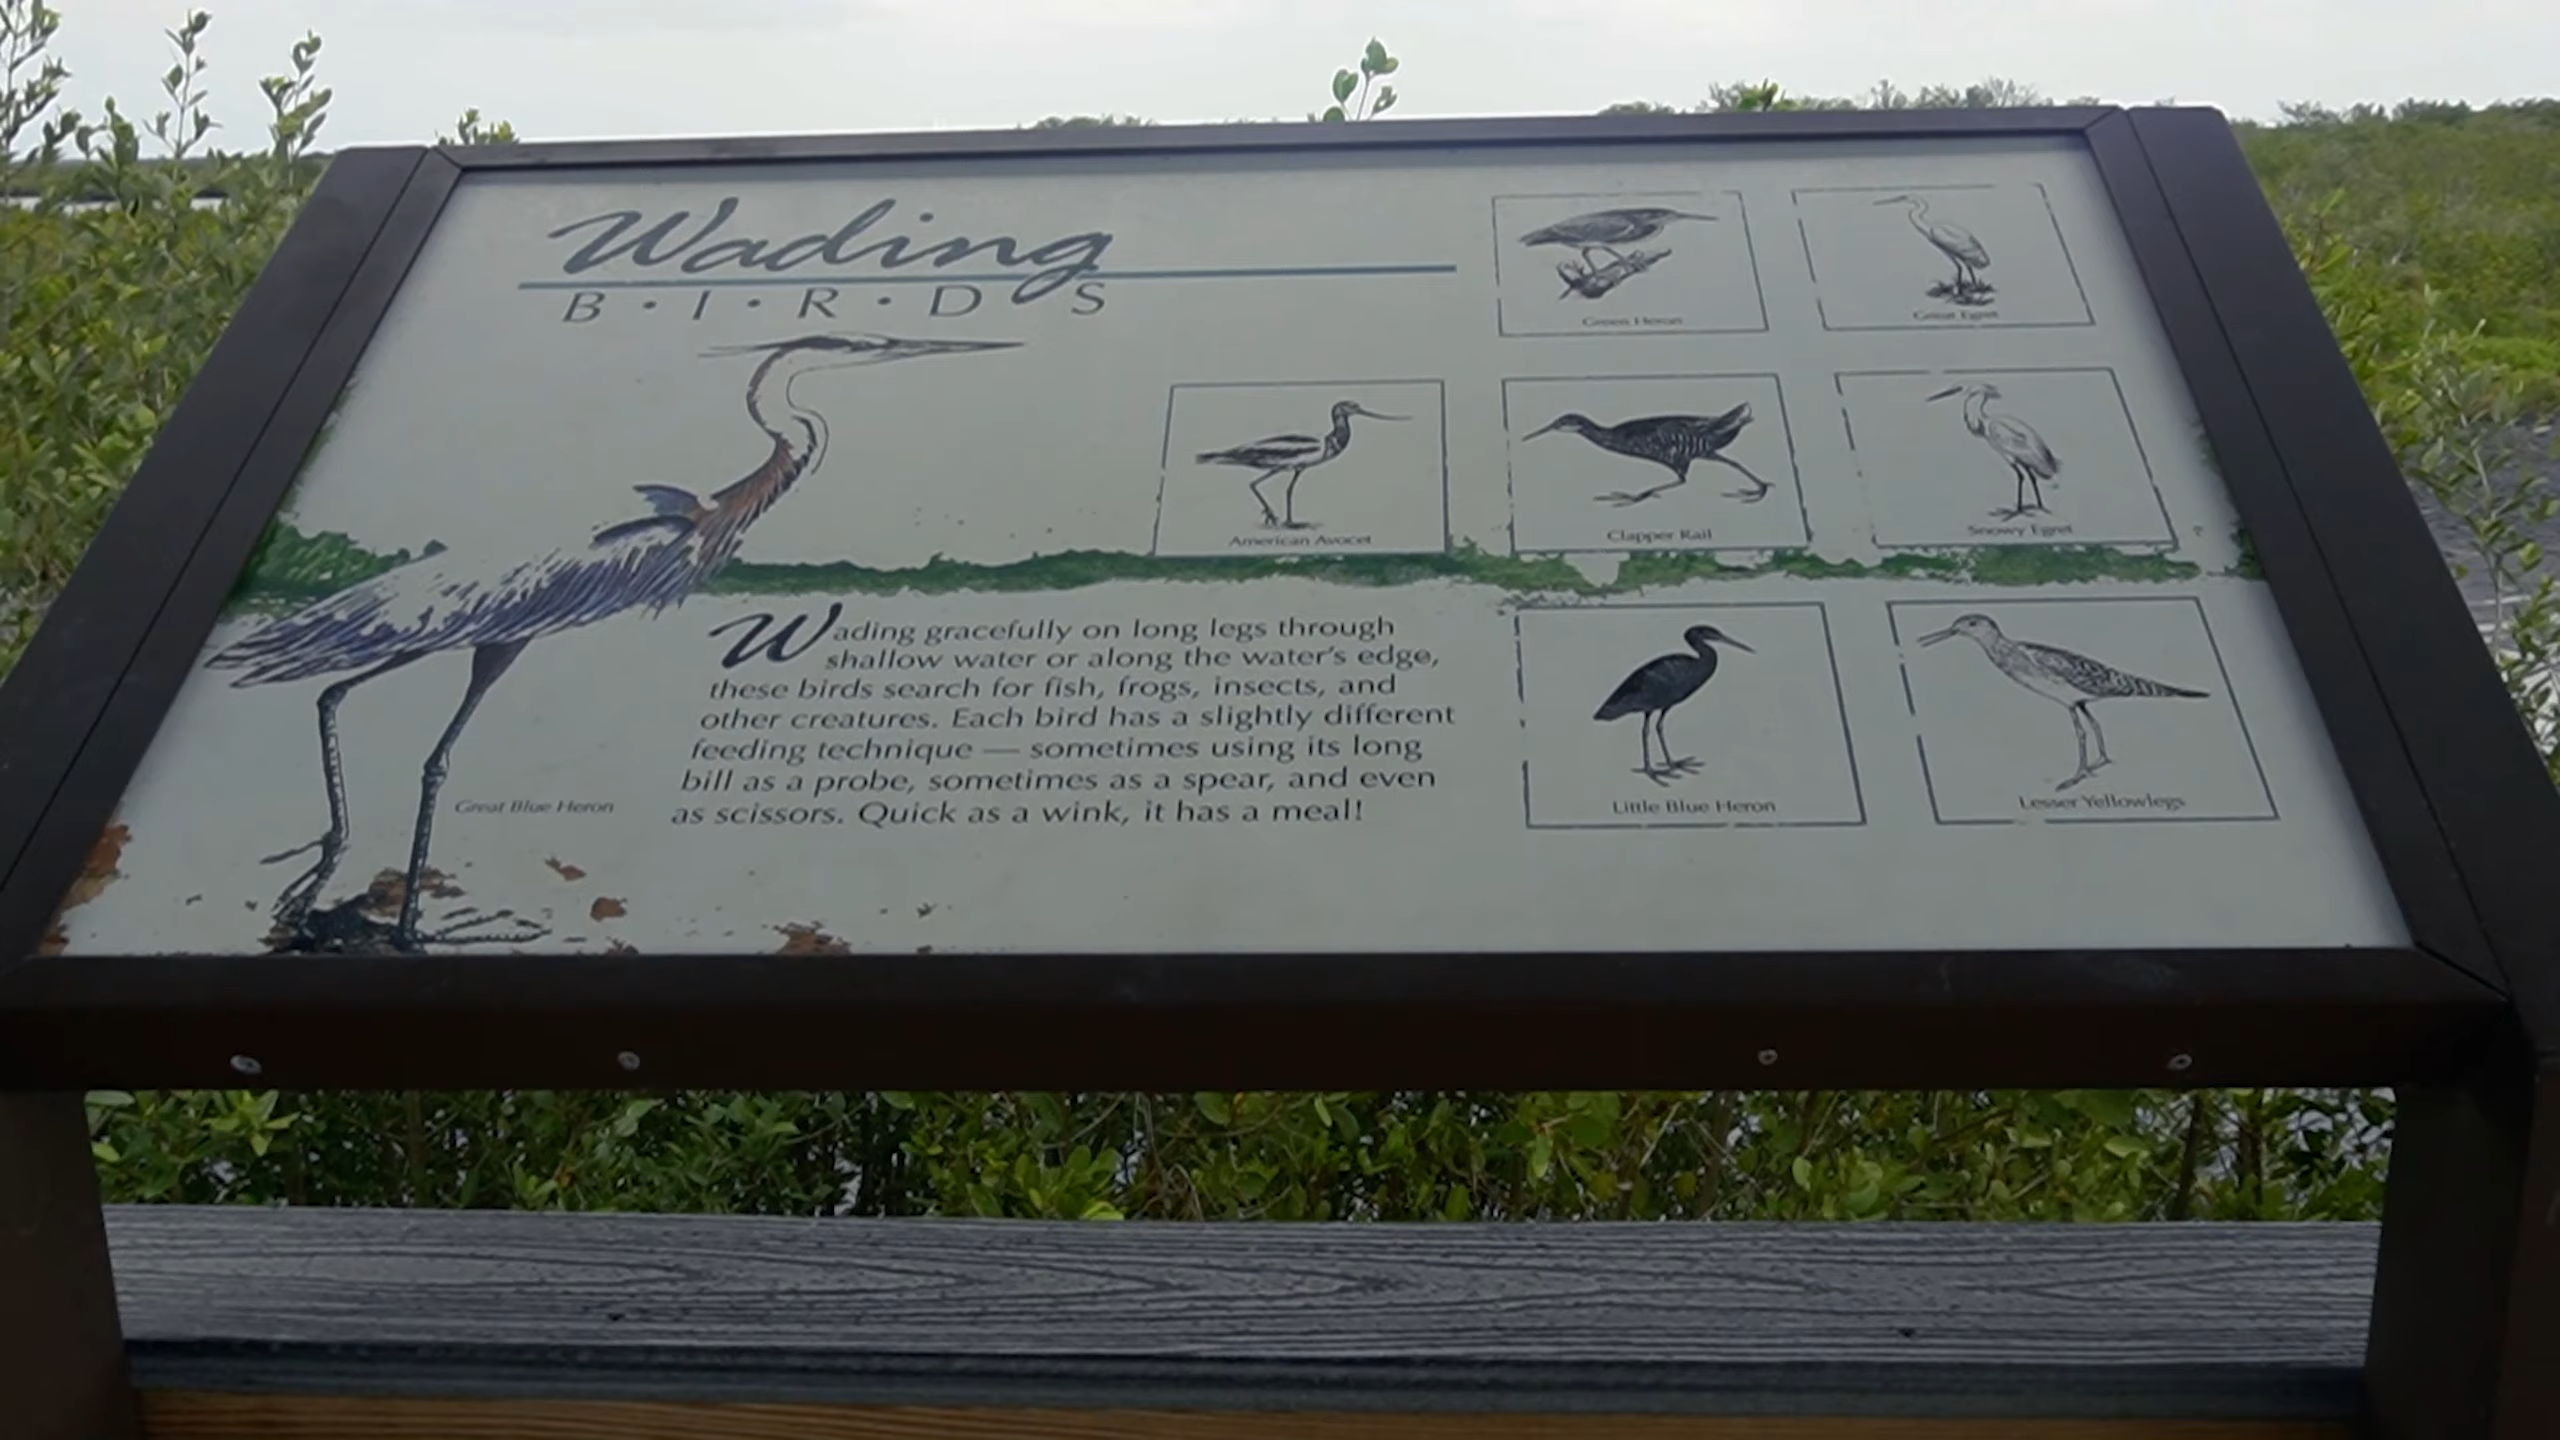 Wading
B•I•R•D S
Green Heron
Great Egret
American Avocet
Clapper Rail
Snowy Egret
Wading gracefully on long legs through
shallow water or along the water's edge,
these birds search for fish, frogs, insects, and
other creatures. Each bird has a slightly different
feeding technique — sometimes using its long
bill as a probe, sometimes as a spear, and even
as scissors. Quick as a wink, it has a meal!
Great Blue Heron
Little Blue Heron
Lesser Yellowlegs